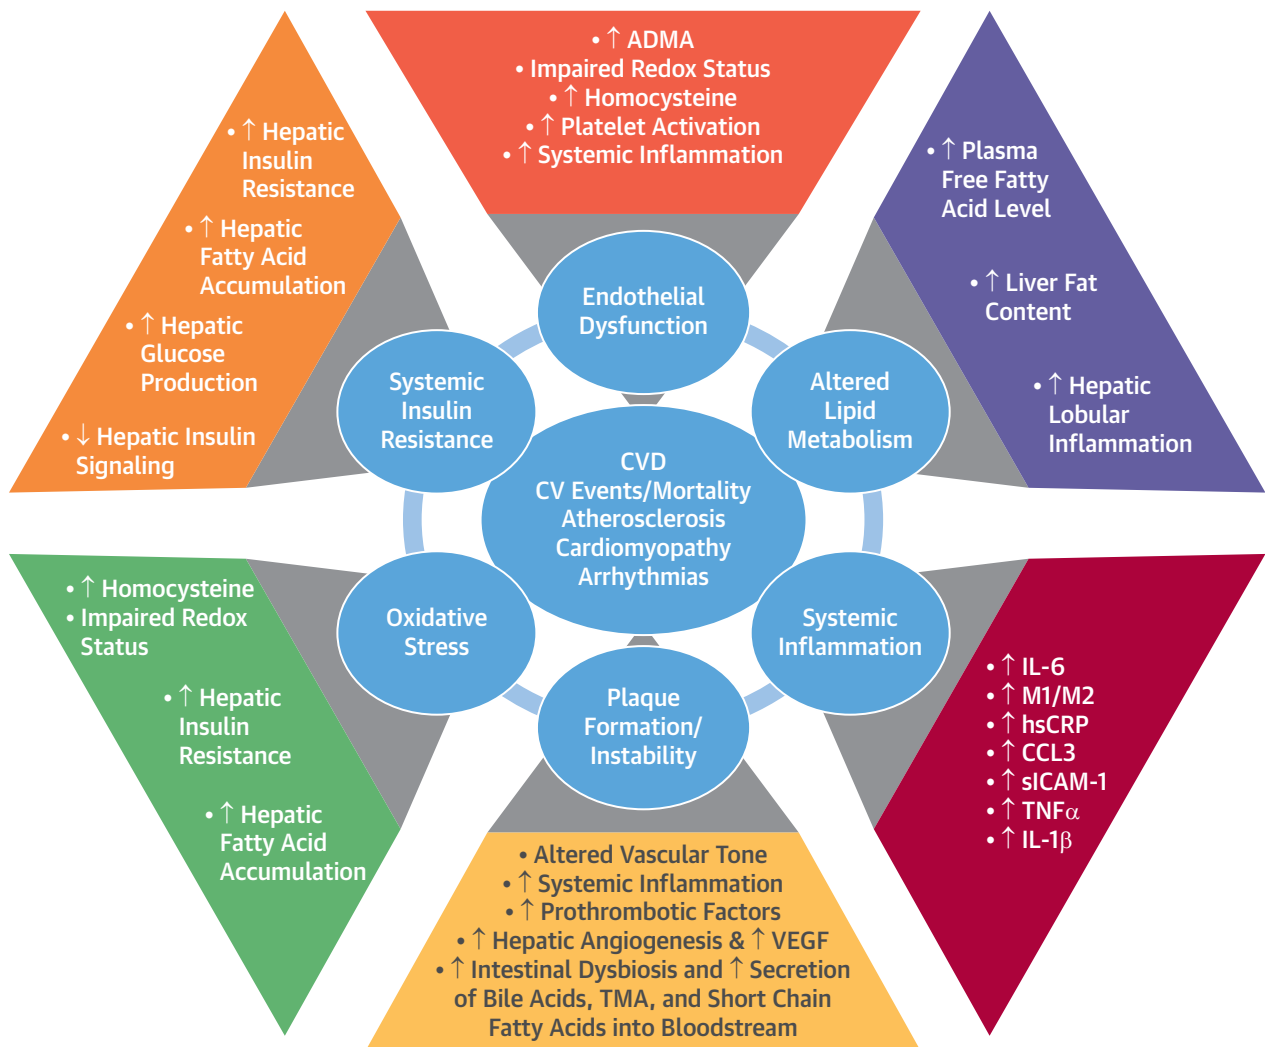 • ↑ ADMA
• Impaired Redox Status
• ↑ Homocysteine
• ↑ Platelet Activation
• ↑ Systemic Inflammation
• ↑ Hepatic
Insulin
Resistance
• ↑ Hepatic
Fatty Acid
Accumulation
• ↑ Hepatic
Glucose
Production
• ↓ Hepatic Insulin
Signaling
• ↑ Plasma
Free Fatty
Acid Level
• ↑ Liver Fat
Content
• ↑ Hepatic
Lobular
Inflammation
Endothelial
Dysfunction
Systemic
Insulin
Resistance
Altered
Lipid
Metabolism
CVD
CV Events/Mortality
Atherosclerosis
Cardiomyopathy
Arrhythmias
Oxidative
Stress
Systemic
Inflammation
Plaque
Formation/
Instability
• ↑ Homocysteine
• Impaired Redox
Status
• ↑ Hepatic
Insulin
Resistance
• ↑ Hepatic
Fatty Acid
Accumulation
• ↑ IL-6
• ↑ M1/M2
• ↑ hsCRP
• ↑ CCL3
• ↑ sICAM-1
• ↑ TNFα
• ↑ IL-1β
• Altered Vascular Tone
• ↑ Systemic Inflammation
• ↑ Prothrombotic Factors
• ↑ Hepatic Angiogenesis & ↑ VEGF
• ↑ Intestinal Dysbiosis and ↑ Secretion
of Bile Acids, TMA, and Short Chain
Fatty Acids into Bloodstream